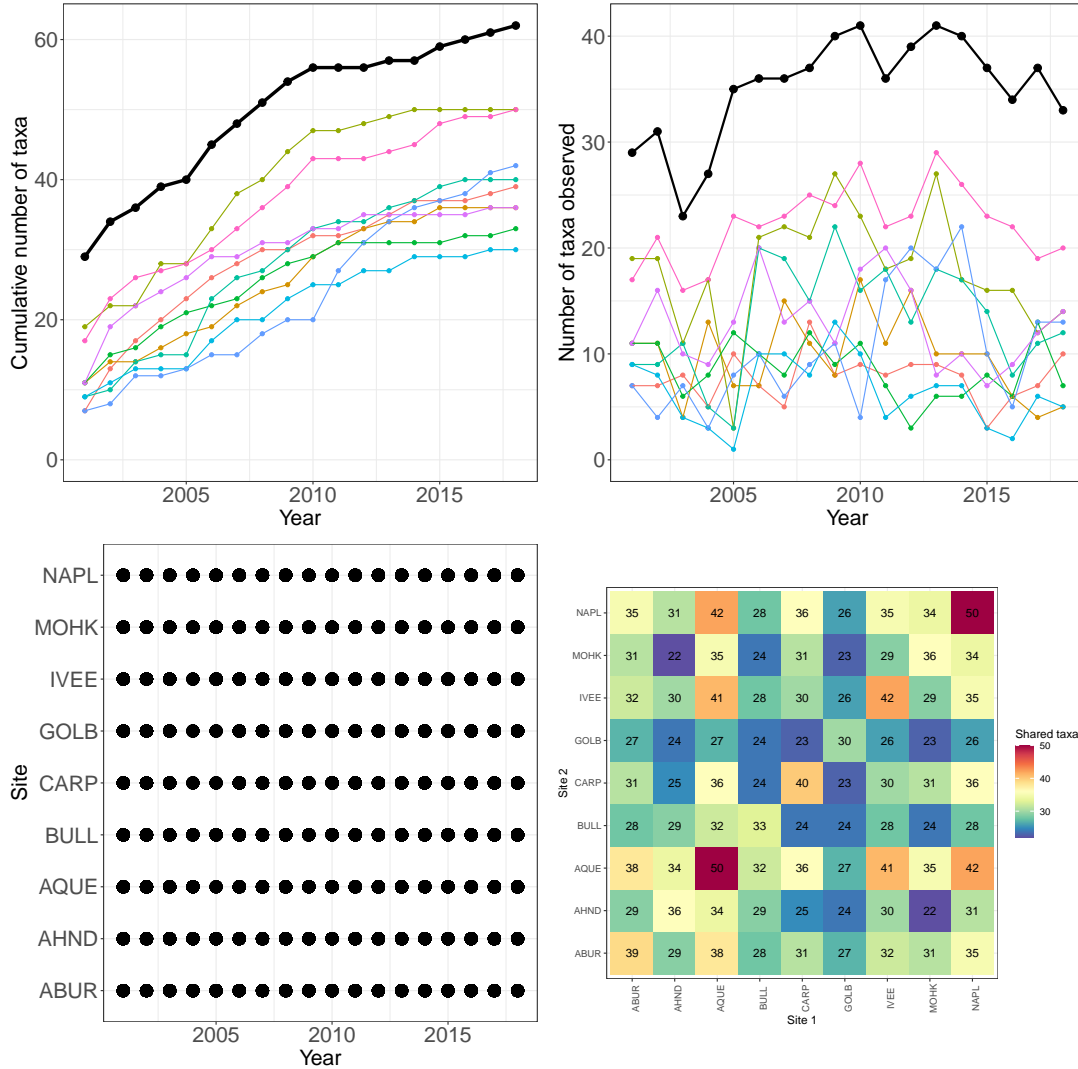 Cumulative number of taxa
60
40
20
0
2005 2010 2015
Year
Number of taxa observed
40
30
20
10
0
2005 2010 2015
Year
Site
NAPL
MOHK
IVEE
GOLB
CARP
BULL
AQUE
AHND
ABUR
2005 2010 2015
Year
Site 2
NAPL 35 31 42 28 36 26 35 34 50
MOHK 31 22 35 24 31 23 29 36 34
IVEE 32 30 41 28 30 26 42 29 35
GOLB 27 24 27 24 23 30 26 23 26
CARP 31 25 36 24 40 23 30 31 36
BULL 28 29 32 33 24 24 28 24 28
AQUE 38 34 50 32 36 27 41 35 42
AHND 29 36 34 29 25 24 30 22 31
ABUR 39 29 38 28 31 27 32 31 35
ABUR AHND AQUE BULL CARP GOLB IVEE MOHK NAPL
Site 1
Shared taxa
50
40
30